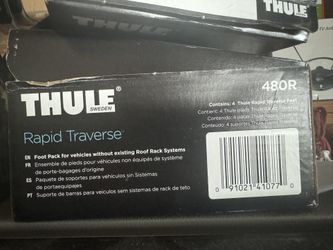 THULE
THULE
SWEDEN
480R
Contains: 4 Thule Rapid Traverse Feet
Rapid Traverse
EN Foot Pack for vehicles without existing Roof Rack Systems
FR Ensemble de pieds pour véhicules non équipés de système
de porte-bagages d'origine
ES Paquete de soportes para vehículos sin Sistemas
de portaequipajes
PT Suporte de barras para veículos sem sistemas de rack de teto
0 91021 41077 0